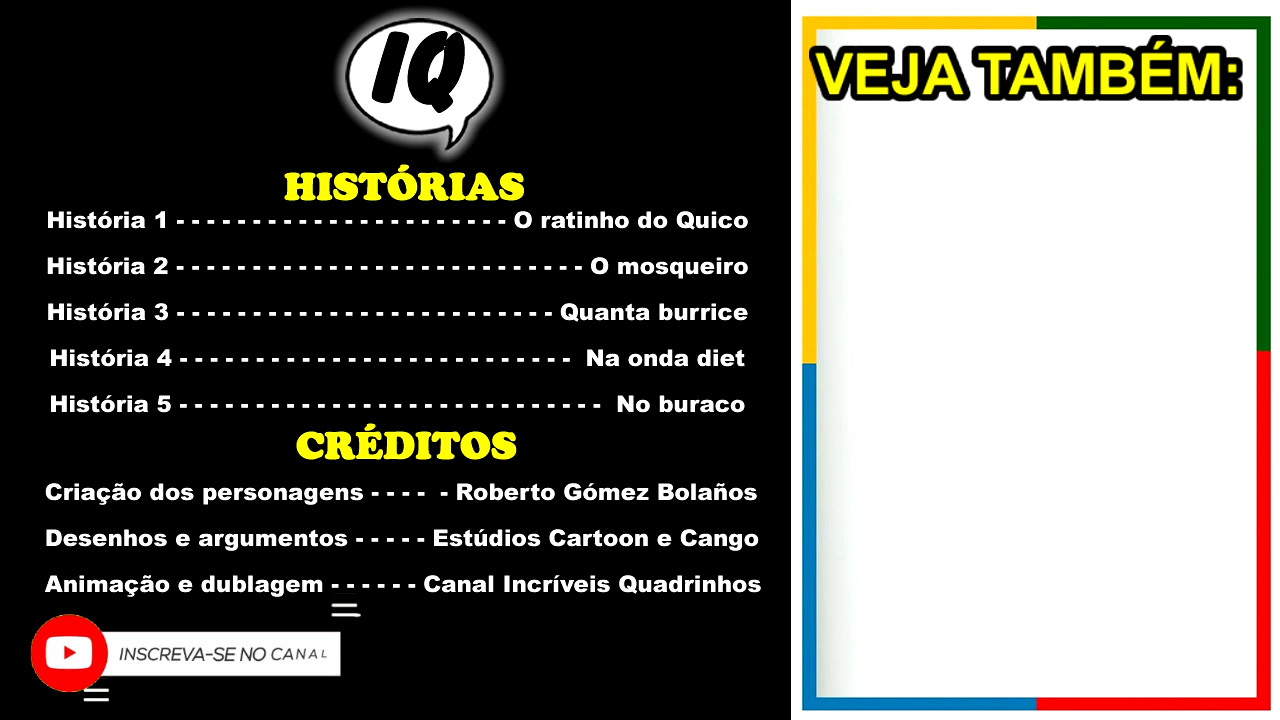 IQ
HISTÓRIAS
História 1 - - - - - - - - - - - - - - - - - - - - - - O ratinho do Quico
História 2 - - - - - - - - - - - - - - - - - - - - - - - - - - - O mosqueiro
História 3 - - - - - - - - - - - - - - - - - - - - - - - - - Quanta burrice
História 4 - - - - - - - - - - - - - - - - - - - - - - - - - - Na onda diet
História 5 - - - - - - - - - - - - - - - - - - - - - - - - - - - - No buraco
CRÉDITOS
Criação dos personagens - - - - - Roberto Gómez Bolaños
Desenhos e argumentos - - - - - Estúdios Cartoon e Cango
Animação e dublagem - - - - - - Canal Incríveis Quadrinhos
INSCREVA-SE NO CANAL
VEJA TAMBÉM: